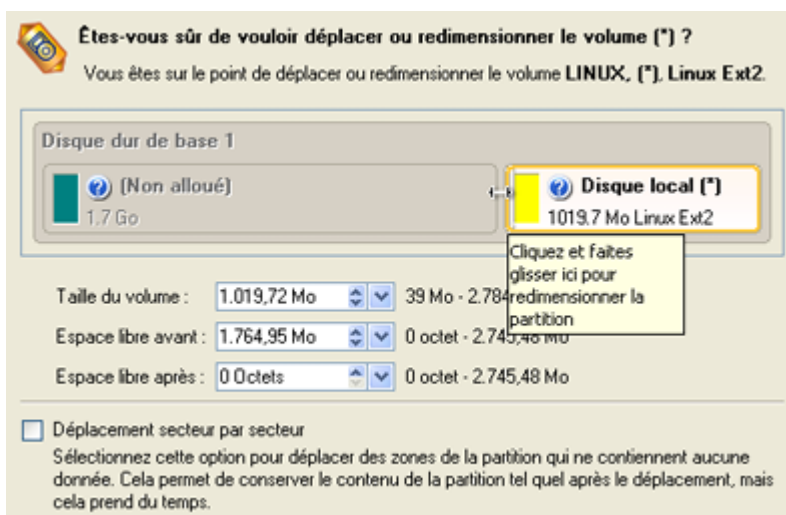 Êtes-vous sûr de vouloir déplacer ou redimensionner le volume (*) ?
Vous êtes sur le point de déplacer ou redimensionner le volume LINUX, (*), Linux Ext2.
Disque dur de base 1
(Non alloué)
1.7 Go
Disque local (*)
1019.7 Mo Linux Ext2
Cliquez et faites
glisser ici pour
redimensionner la
partition
Taille du volume : 1.019,72 Mo 39 Mo - 2.784
Espace libre avant : 1.764,95 Mo 0 octet - 2.745,48 Mo
Espace libre après : 0 Octets 0 octet - 2.745,48 Mo
Déplacement secteur par secteur
Sélectionnez cette option pour déplacer des zones de la partition qui ne contiennent aucune
donnée. Cela permet de conserver le contenu de la partition tel quel après le déplacement, mais
cela prend du temps.